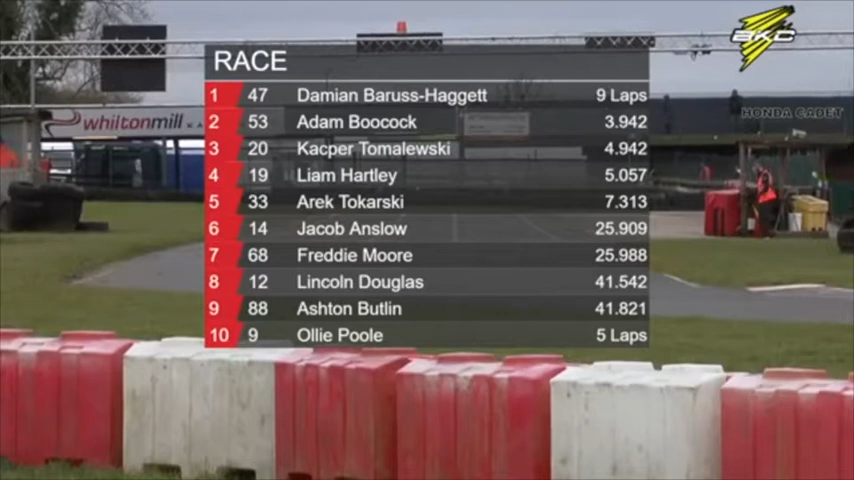 AKC
RACE
HONDA CADET
whiltonmill
1 47 Damian Baruss-Haggett 9 Laps
2 53 Adam Boocock 3.942
3 20 Kacper Tomalewski 4.942
4 19 Liam Hartley 5.057
5 33 Arek Tokarski 7.313
6 14 Jacob Anslow 25.909
7 68 Freddie Moore 25.988
8 12 Lincoln Douglas 41.542
9 88 Ashton Butlin 41.821
10 9 Ollie Poole 5 Laps